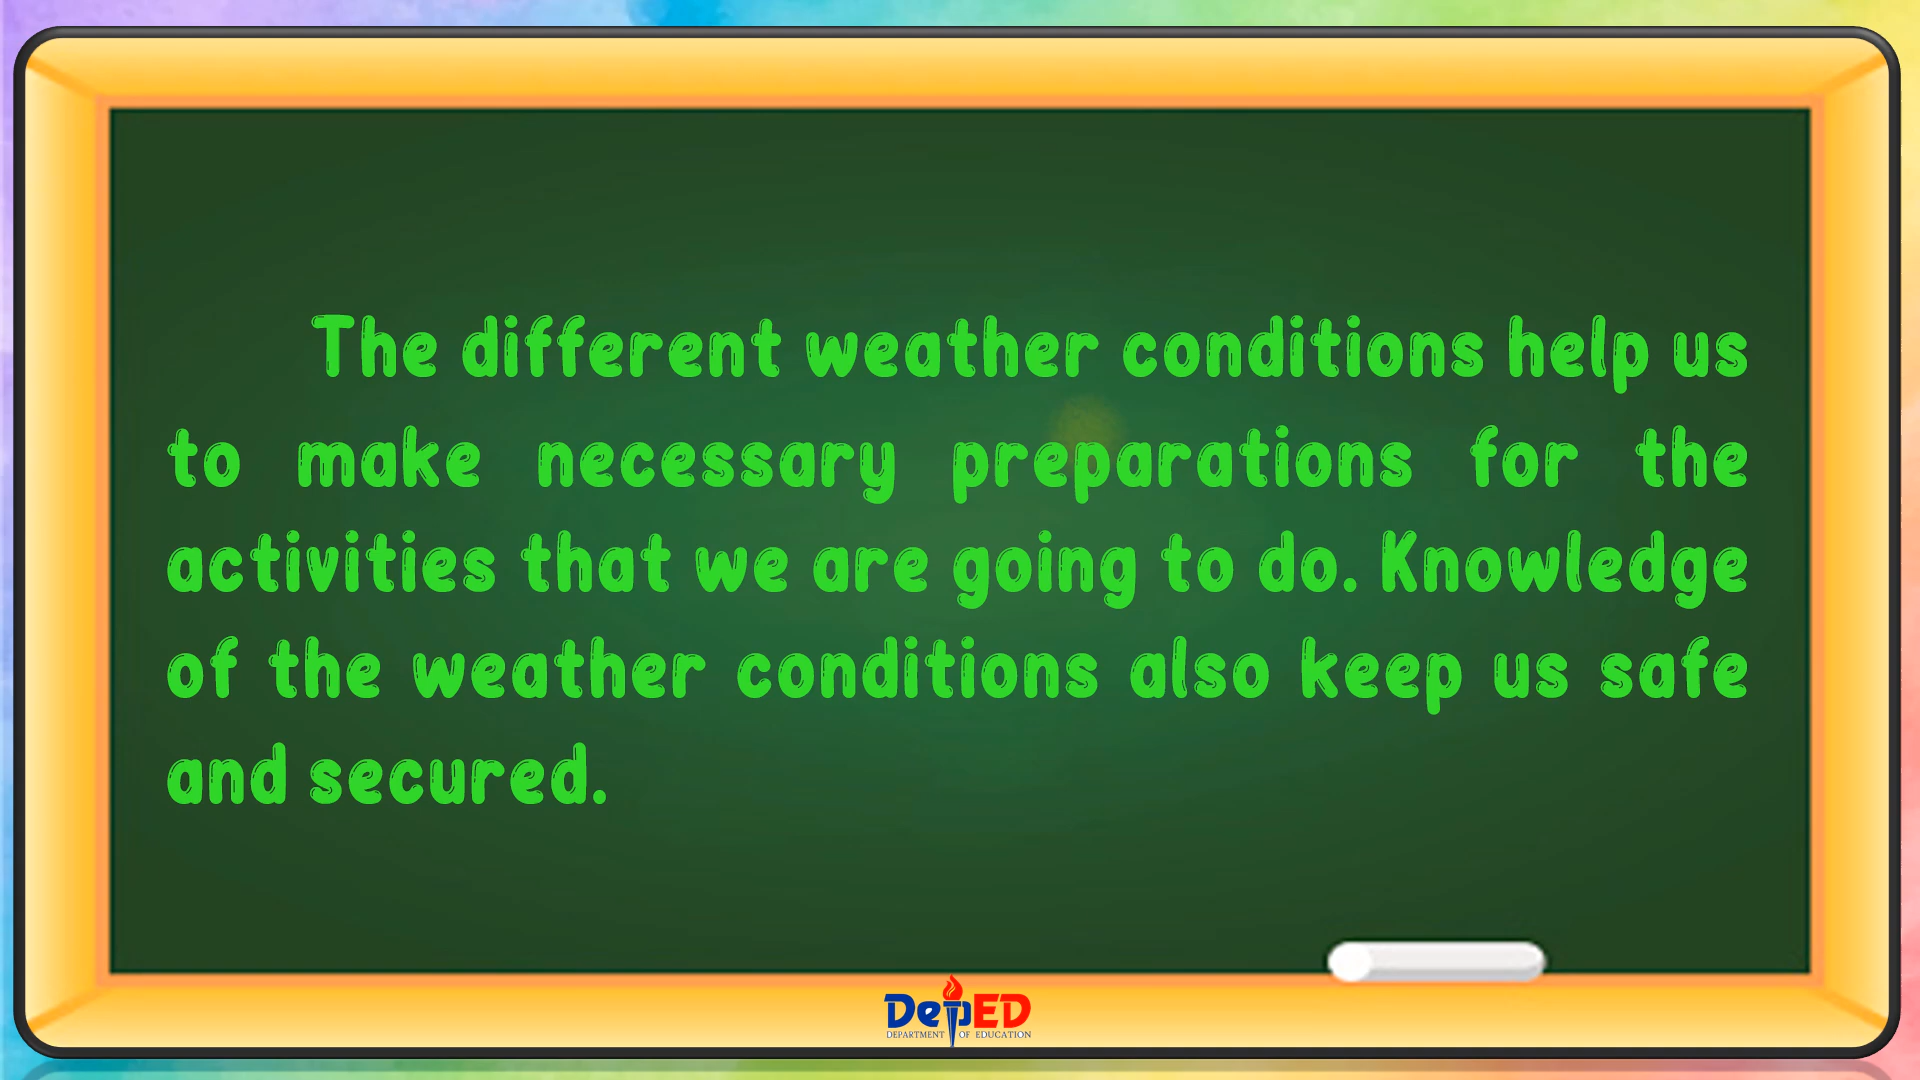 The different weather conditions help us
to make necessary preparations for the
activities that we are going to do. Knowledge
of the weather conditions also keep us safe
and secured.
DepED
DEPARTMENT OF EDUCATION